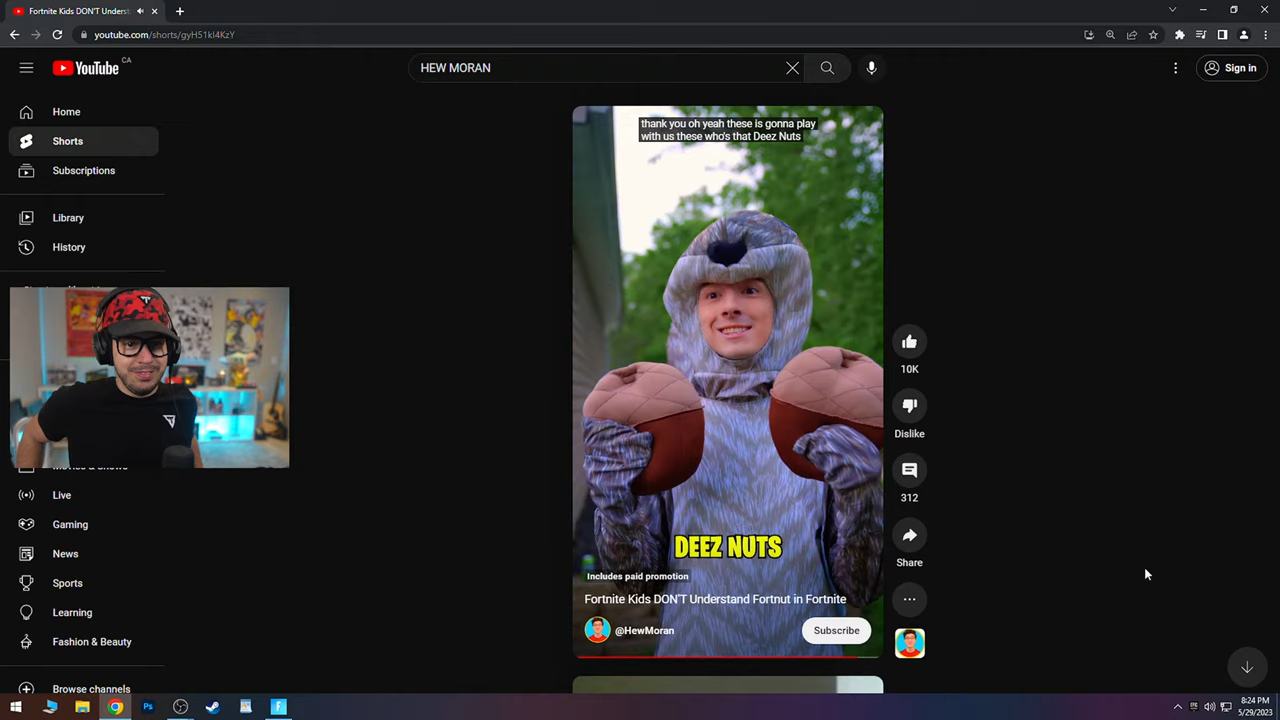 Fortnite Kids DON'T Underst
youtube.com/shorts/gyH51kI4KzY
YouTube CA
HEW MORAN
Sign in
Home
Shorts
Subscriptions
Library
History
Movies & Shows
Live
Gaming
News
Sports
Learning
Fashion & Beauty
Browse channels
thank you oh yeah these is gonna play
with us these who's that Deez Nuts
DEEZ NUTS
Includes paid promotion
Fortnite Kids DON'T Understand Fortnut in Fortnite
@HewMoran
Subscribe
10K
Dislike
312
Share
8:24 PM
5/29/2023